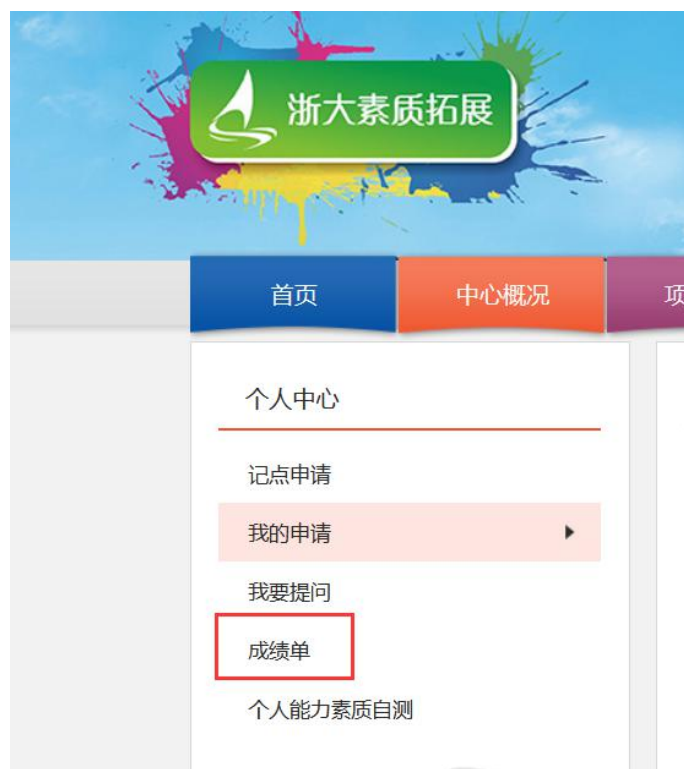 浙大素质拓展
首页 中心概况 项
个人中心
记点申请
我的申请
我要提问
成绩单
个人能力素质自测